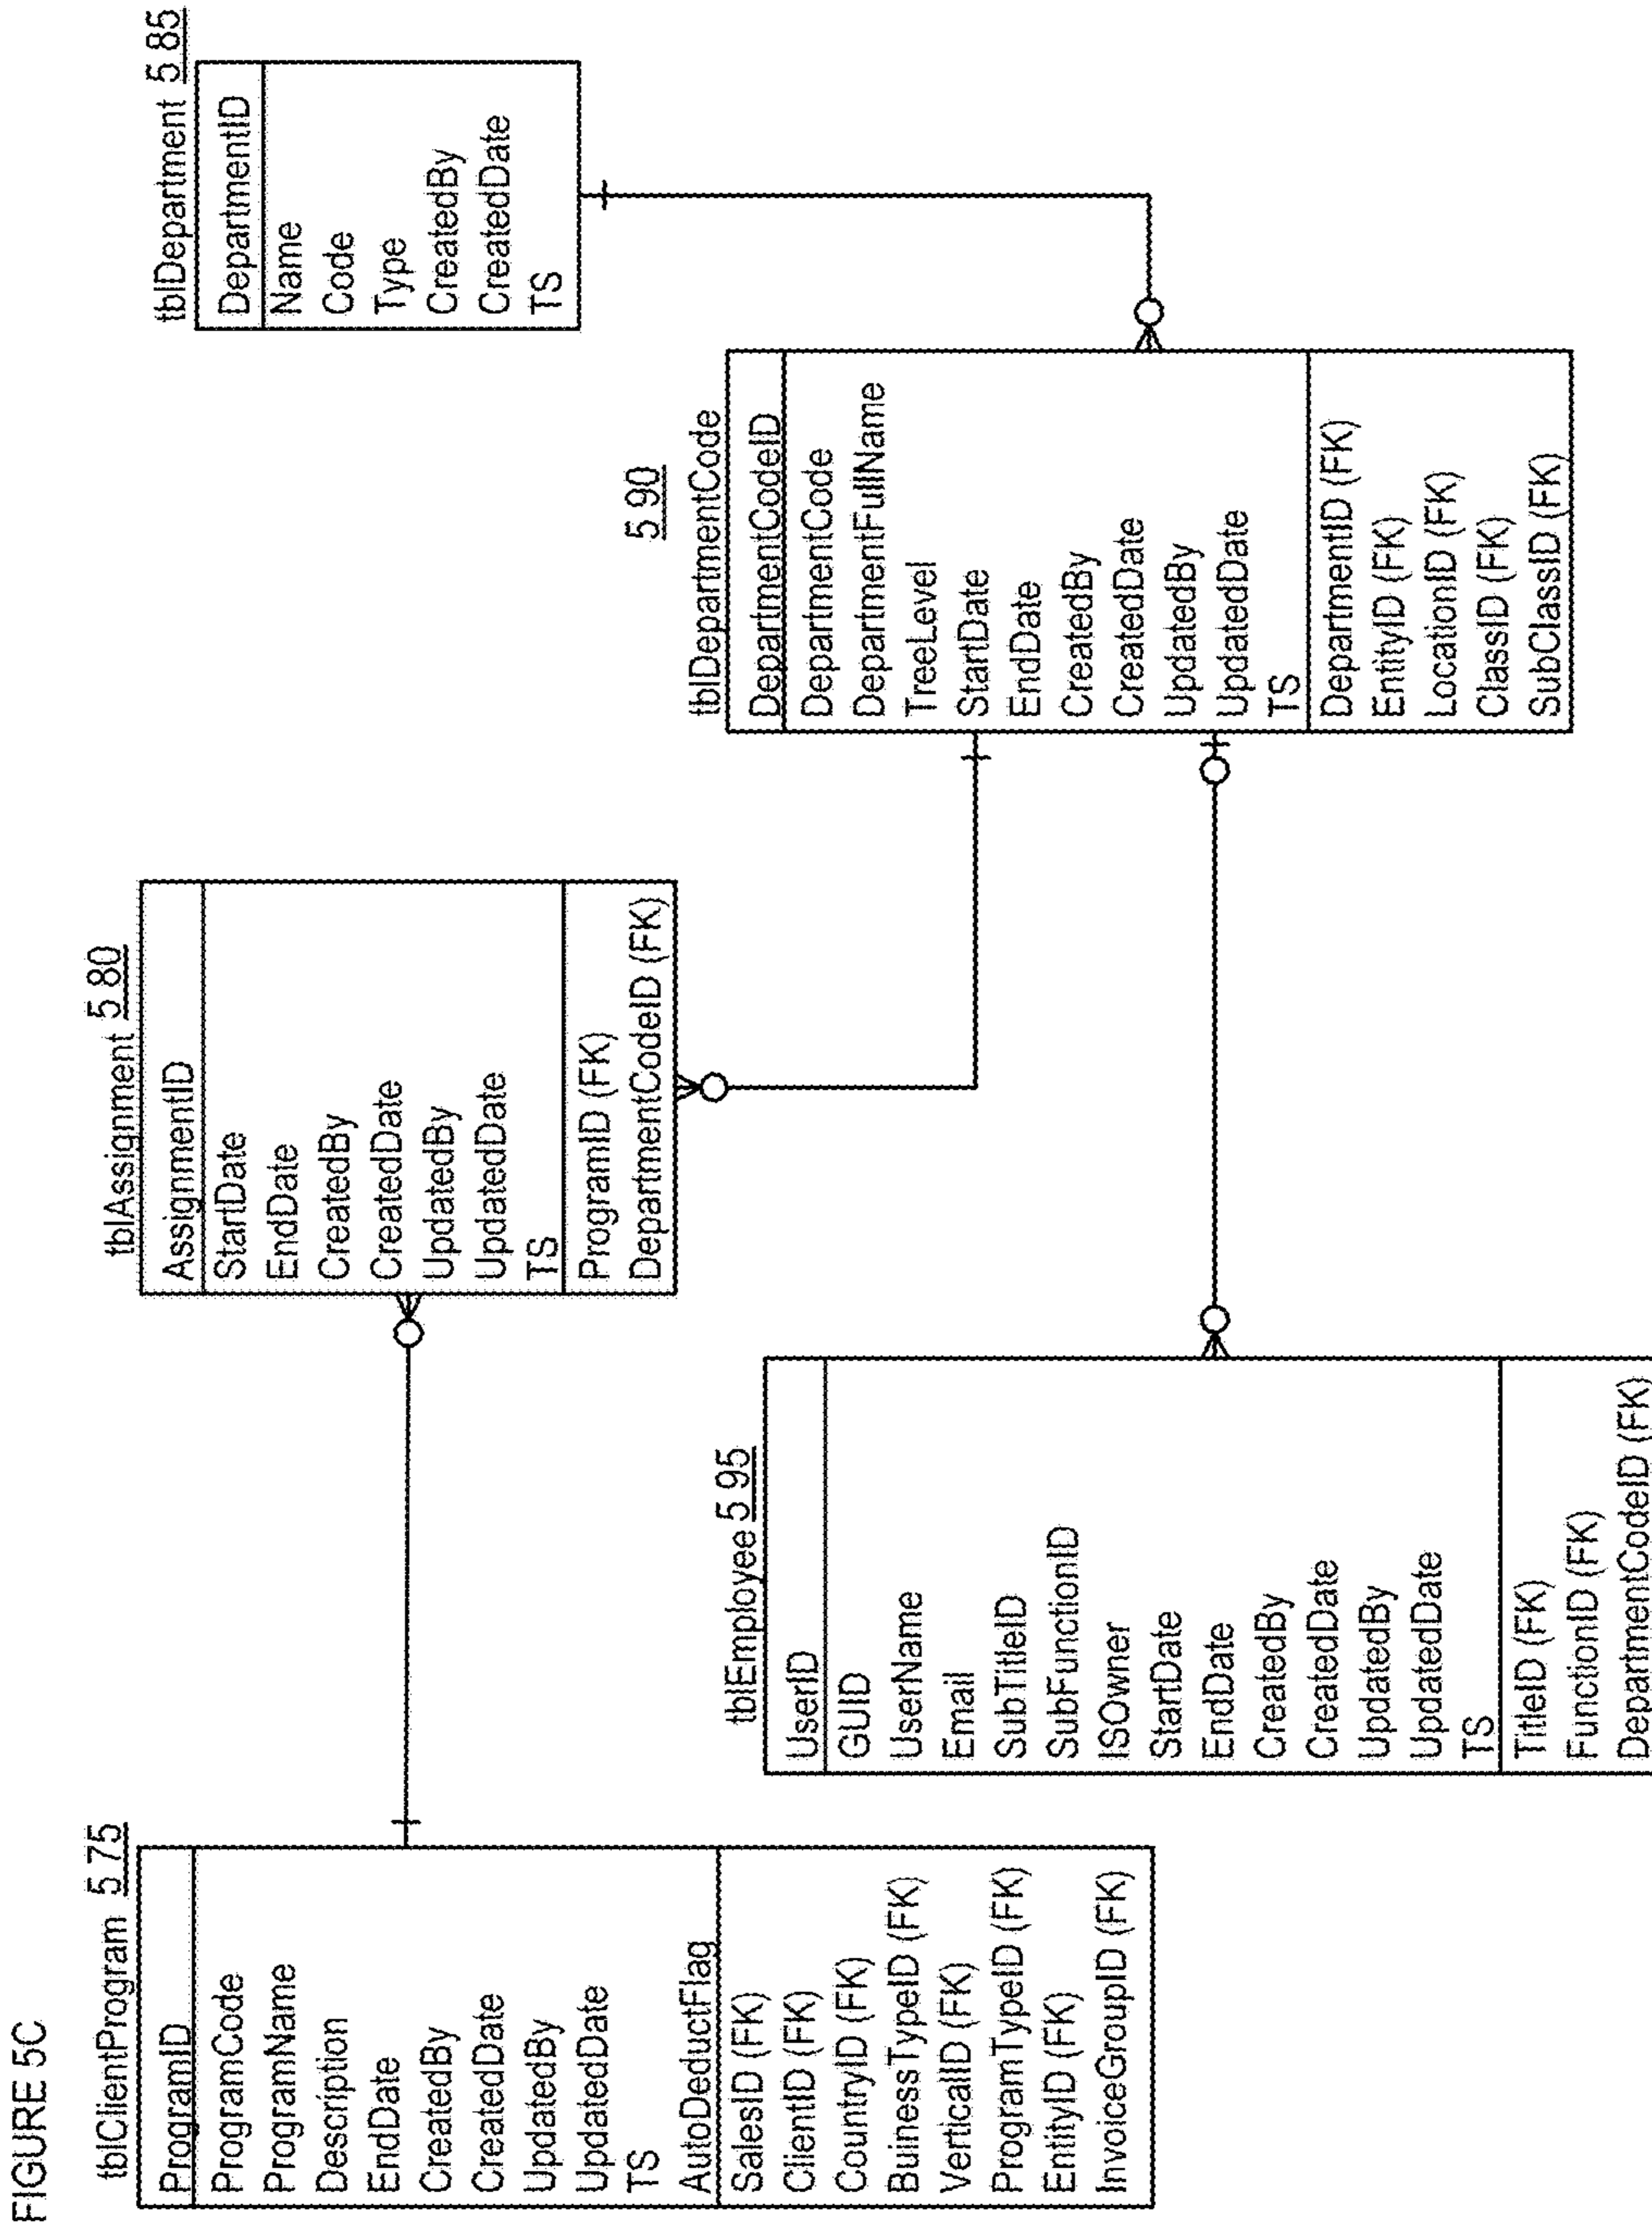 FIGURE 5C
tblClientProgram 5 75
ProgramID
ProgramCode
ProgramName
Description
EndDate
CreatedBy
CreatedDate
UpdatedBy
UpdatedDate
TS
AutoDeductFlag
SalesID (FK)
ClientID (FK)
CountryID (FK)
BuinessTypeID (FK)
VerticalID (FK)
ProgramTypeID (FK)
EntityID (FK)
InvoiceGroupID (FK)
tblAssignment 5 80
AssignmentID
StartDate
EndDate
CreatedBy
CreatedDate
UpdatedBy
UpdatedDate
TS
ProgramID (FK)
DepartmentCodeID (FK)
tblDepartment 5 85
DepartmentID
Name
Code
Type
CreatedBy
CreatedDate
TS
5 90
tblDepartmentCode
DepartmentCodeID
DepartmentCode
DepartmentFullName
TreeLevel
StartDate
EndDate
CreatedBy
CreatedDate
UpdatedBy
UpdatedDate
TS
DepartmentID (FK)
EntityID (FK)
LocationID (FK)
ClassID (FK)
SubClassID (FK)
tblEmployee 5 95
UserID
GUID
UserName
Email
SubTitleID
SubFunctionID
ISOwner
StartDate
EndDate
CreatedBy
CreatedDate
UpdatedBy
UpdatedDate
TS
TitleID (FK)
FunctionID (FK)
DepartmentCodeID (FK)